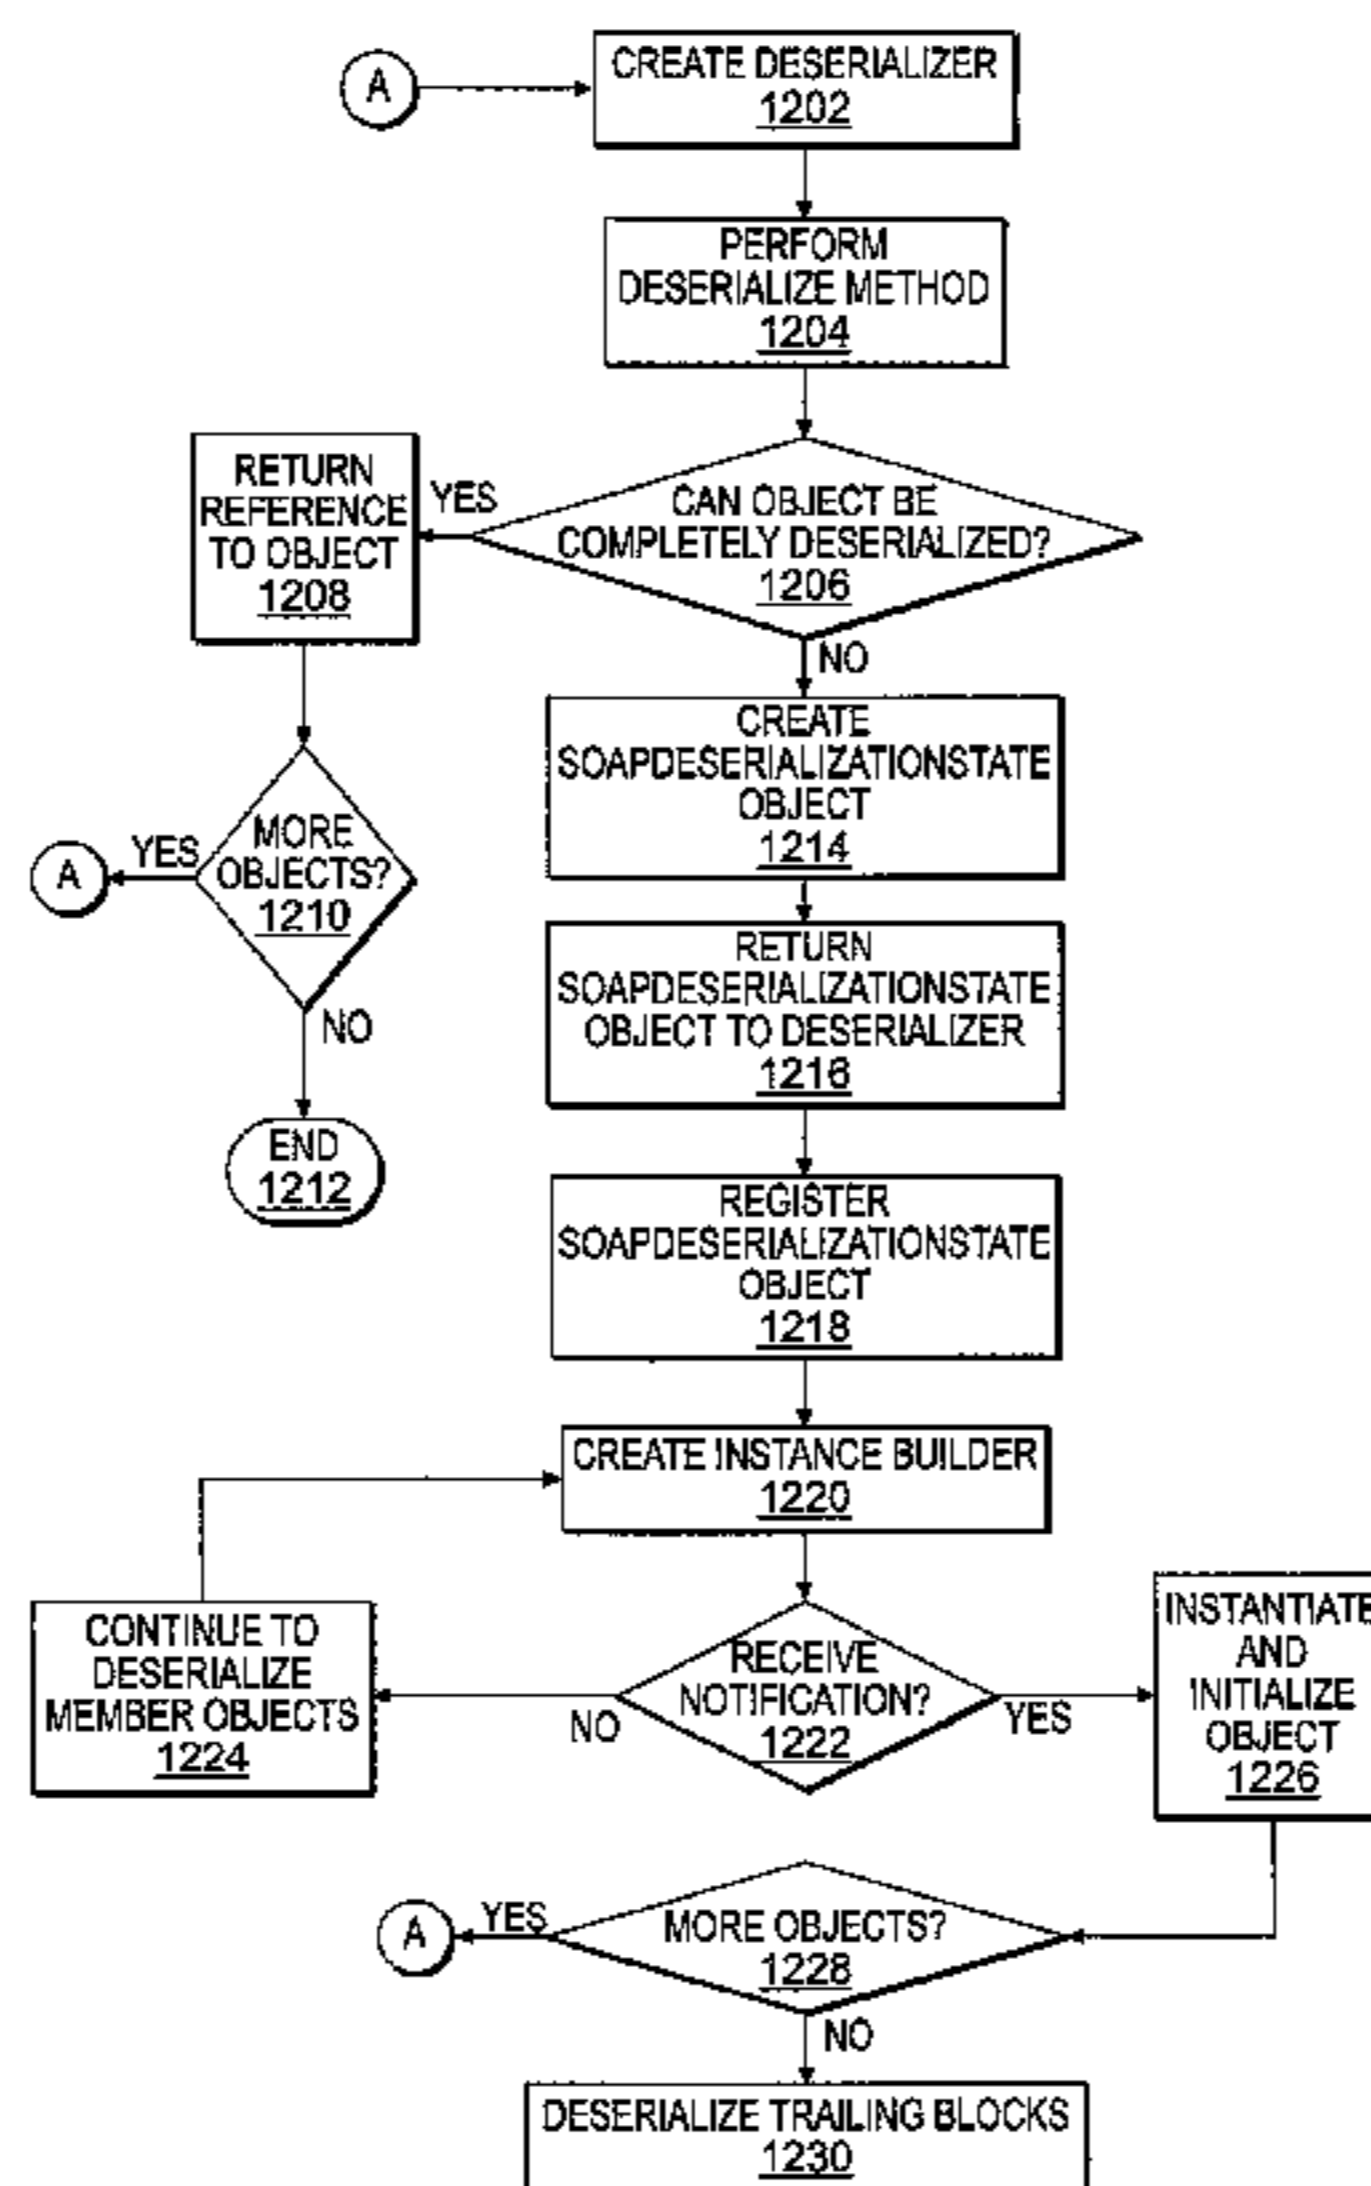 A
CREATE DESERIALIZER
1202
PERFORM
DESERIALIZE METHOD
1204
CAN OBJECT BE
COMPLETELY DESERIALIZED?
1206
YES
NO
RETURN
REFERENCE
TO OBJECT
1208
MORE
OBJECTS?
1210
YES
A
NO
END
1212
CREATE
SOAPDESERIALIZATIONSTATE
OBJECT
1214
RETURN
SOAPDESERIALIZATIONSTATE
OBJECT TO DESERIALIZER
1216
REGISTER
SOAPDESERIALIZATIONSTATE
OBJECT
1218
CREATE INSTANCE BUILDER
1220
RECEIVE
NOTIFICATION?
1222
NO
YES
CONTINUE TO
DESERIALIZE
MEMBER OBJECTS
1224
INSTANTIATE
AND
INITIALIZE
OBJECT
1226
MORE OBJECTS?
1228
YES
A
NO
DESERIALIZE TRAILING BLOCKS
1230